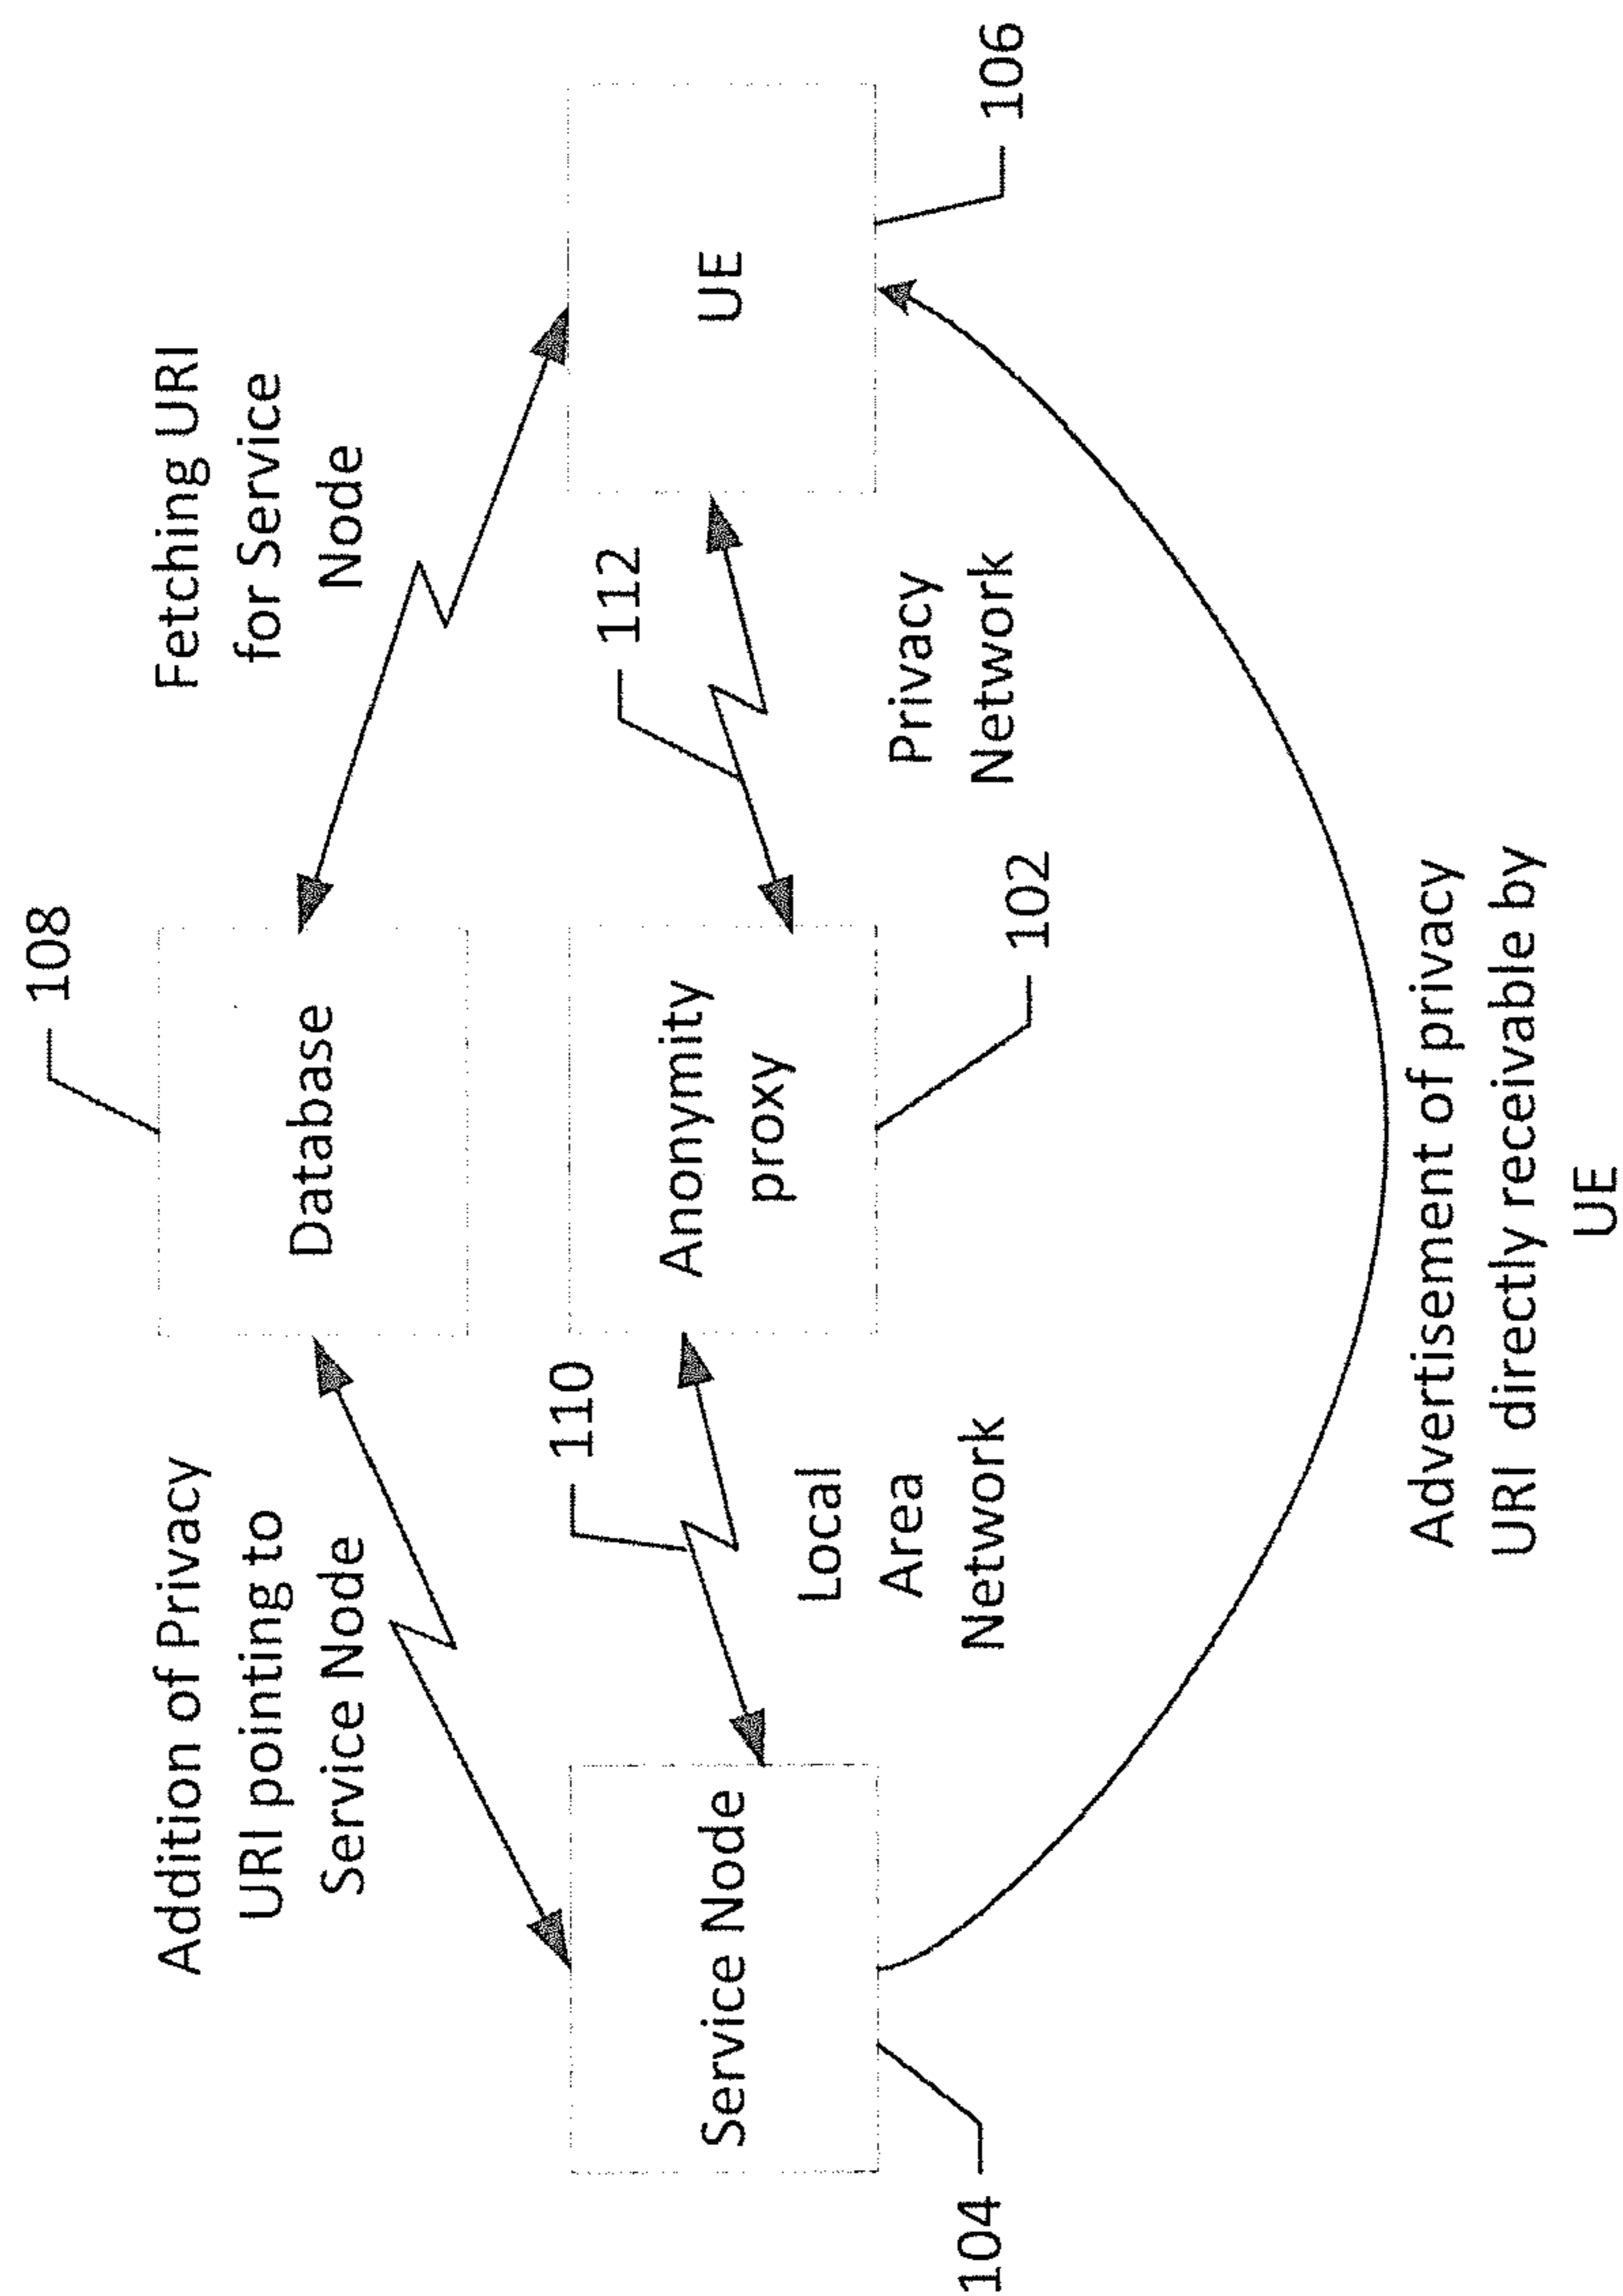 108
Addition of Privacy
URI pointing to
Service Node
Fetching URI
for Service
Node
Database
110
112
Service Node
Anonymity
proxy
UE
Local
Area
Network
Privacy
Network
104
102
106
Advertisement of privacy
URI directly receivable by
UE